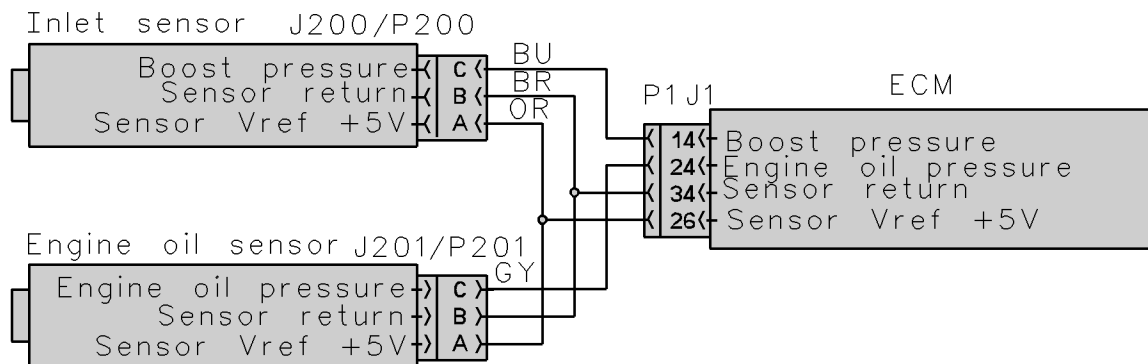 Inlet sensor J200/P200
Boost pressure C BU
Sensor return B BR
Sensor Vref +5V A OR
P1 J1 ECM
14 Boost pressure
24 Engine oil pressure
34 Sensor return
26 Sensor Vref +5V
Engine oil sensor J201/P201
Engine oil pressure C GY
Sensor return B
Sensor Vref +5V A